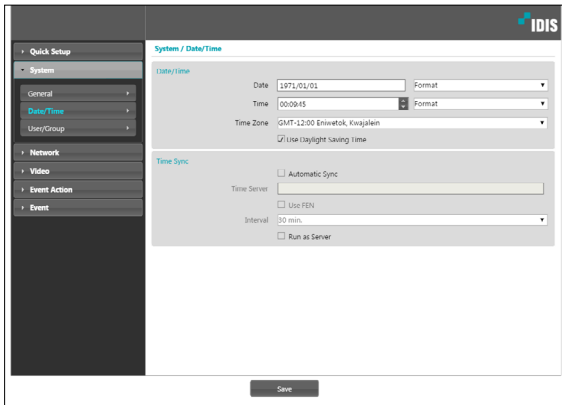 IDIS
Quick Setup
System
General
Date/Time
User/Group
Network
Video
Event Action
Event
System / Date/Time
Date/Time
Date 1971/01/01 Format
Time 00:09:45 Format
Time Zone GMT-12:00 Eniwetok, Kwajalein
Use Daylight Saving Time
Time Sync
Automatic Sync
Time Server
Use FEN
Interval 30 min.
Run as Server
Save